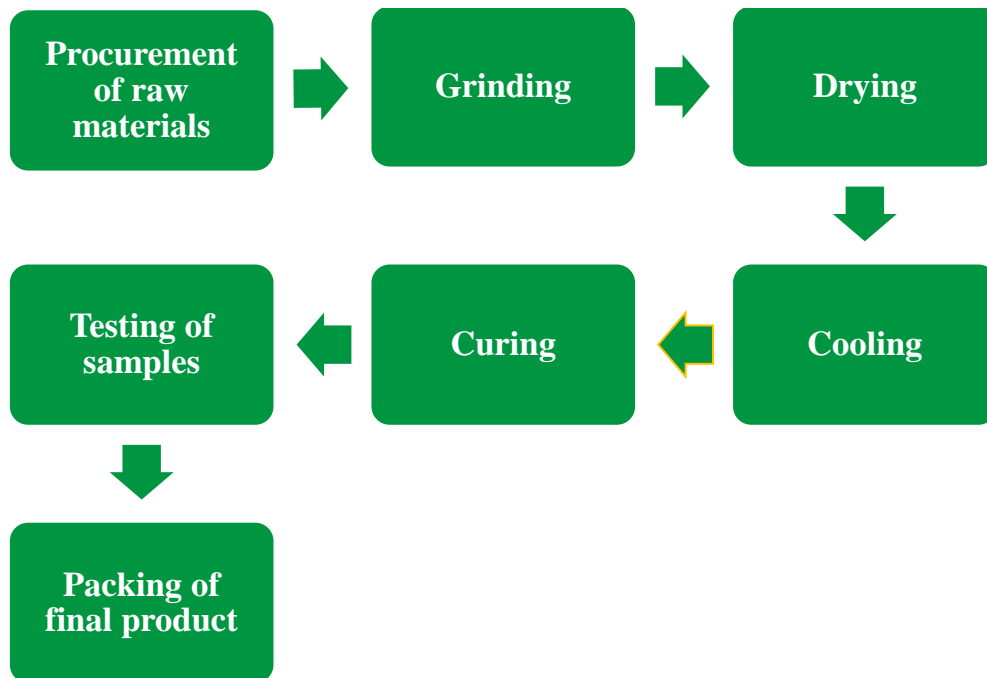 Procurement
of raw
materials
Grinding
Drying
Cooling
Curing
Testing of
samples
Packing of
final product